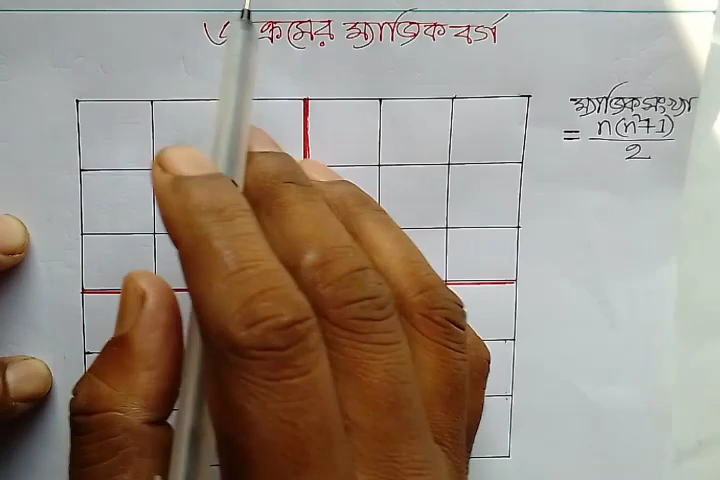 ৬ ক্রমের ম্যাজিক বর্গ
ম্যাজিক সংখ্যা
= n(n²+1)
2